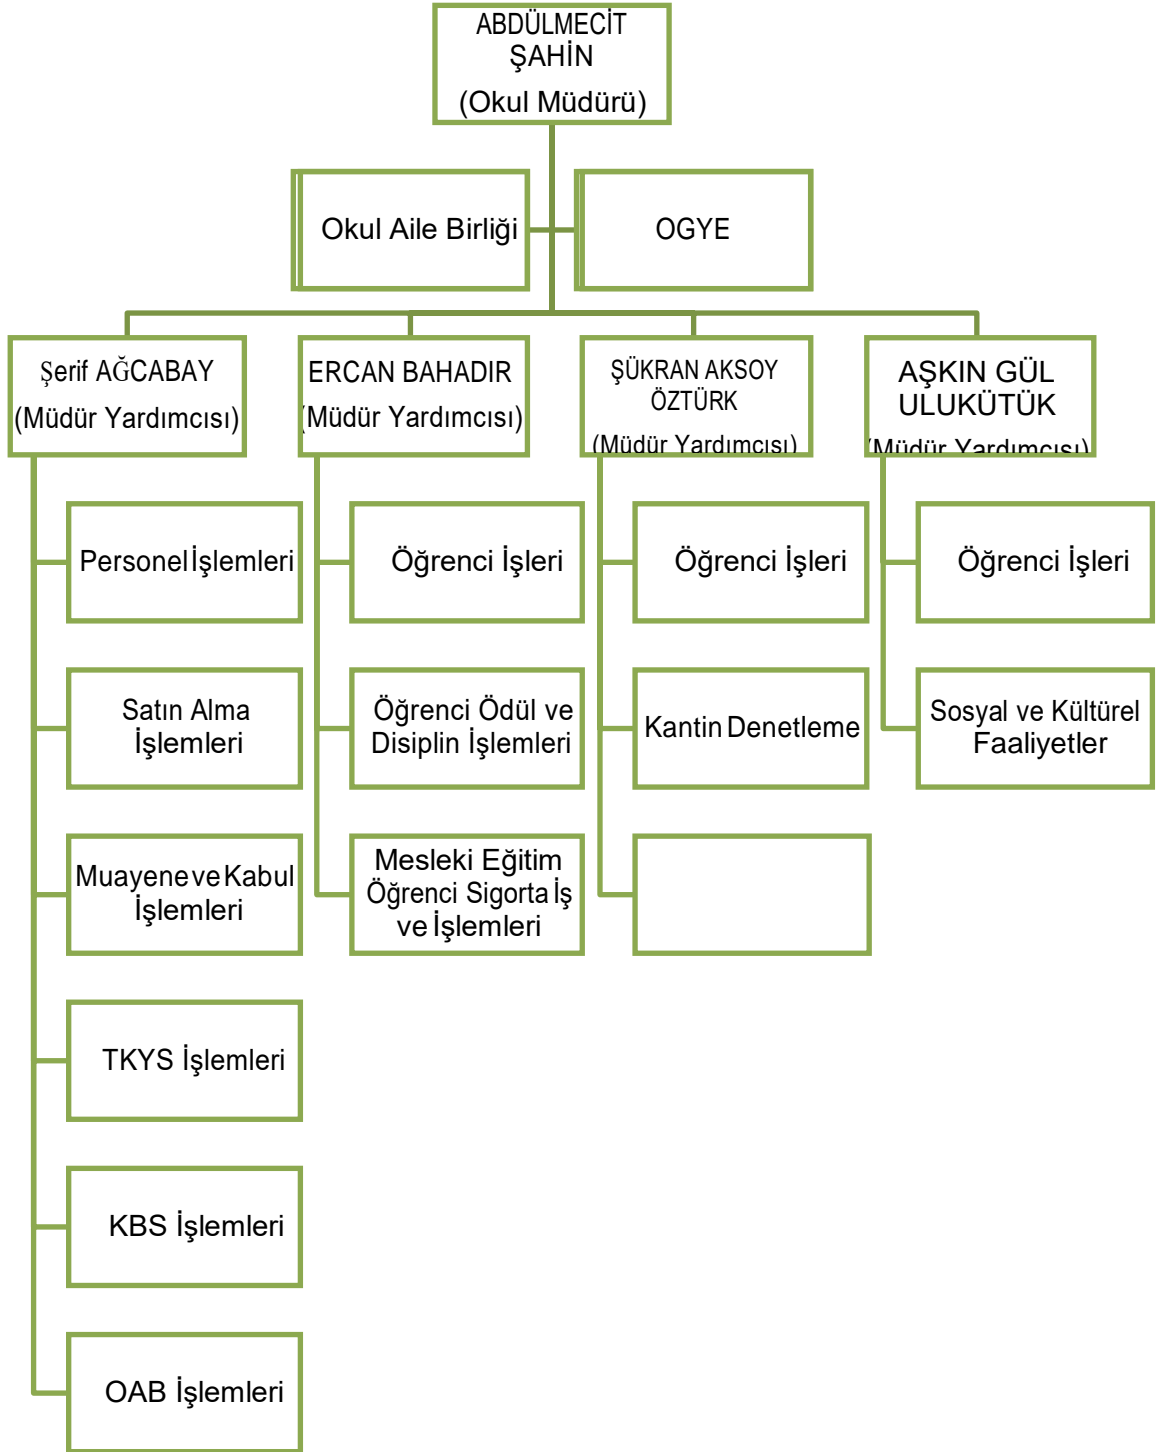 ABDÜLMECİT
ŞAHİN
(Okul Müdürü)
Okul Aile Birliği
OGYE
Şerif AĞCABAY
(Müdür Yardımcısı)
ERCAN BAHADIR
(Müdür Yardımcısı)
ŞÜKRAN AKSOY
ÖZTÜRK
(Müdür Yardımcısı)
AŞKIN GÜL
ULUKÜTÜK
(Müdür Yardımcısı)
Personel İşlemleri
Satın Alma
İşlemleri
Muayene ve Kabul
İşlemleri
TKYS İşlemleri
KBS İşlemleri
OAB İşlemleri
Öğrenci İşleri
Öğrenci Ödül ve
Disiplin İşlemleri
Mesleki Eğitim
Öğrenci Sigorta İş
ve İşlemleri
Öğrenci İşleri
Kantin Denetleme
Öğrenci İşleri
Sosyal ve Kültürel
Faaliyetler